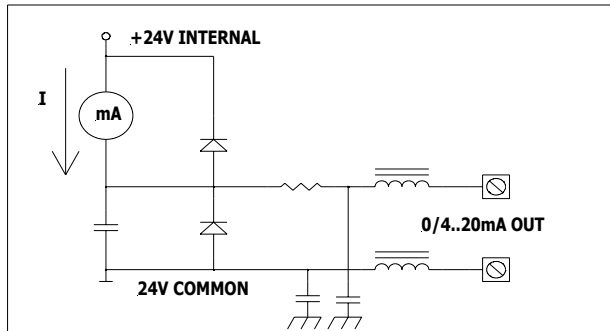 +24V INTERNAL
I
mA
0/4..20mA OUT
24V COMMON